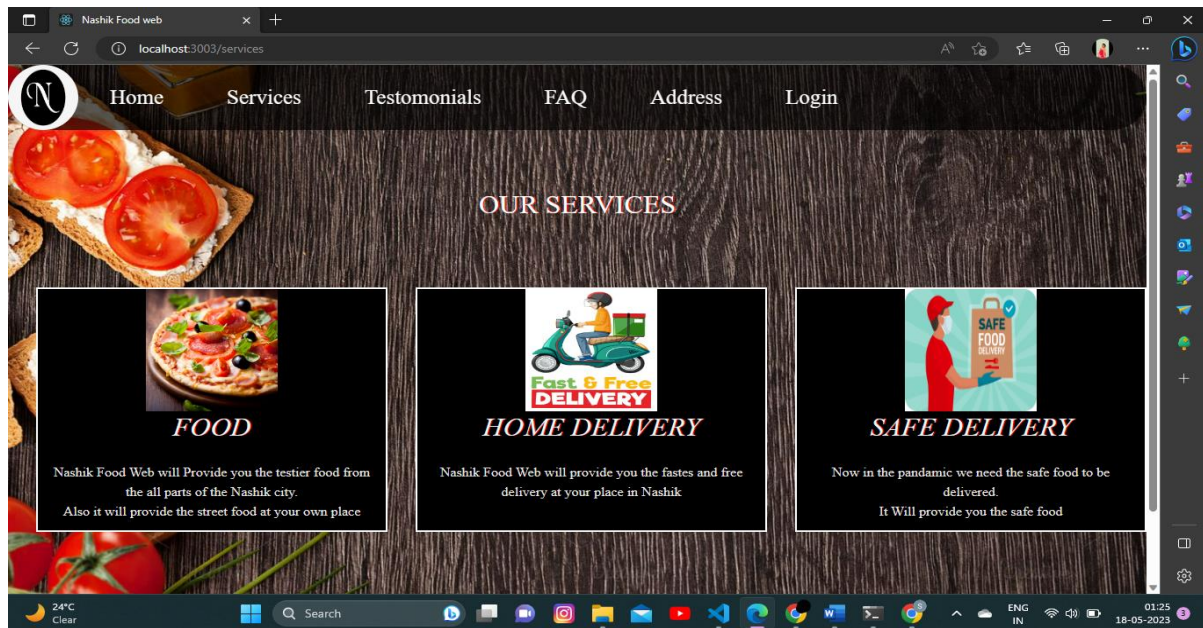 Nashik Food web
localhost:3003/services
N
Home Services Testomonials FAQ Address Login
OUR SERVICES
Fast & Free
DELIVERY
SAFE
FOOD
DELIVERY
FOOD HOME DELIVERY SAFE DELIVERY
Nashik Food Web will Provide you the testier food from
the all parts of the Nashik city.
Also it will provide the street food at your own place
Nashik Food Web will provide you the fastes and free
delivery at your place in Nashik
Now in the pandamic we need the safe food to be
delivered.
It Will provide you the safe food
24°C
Clear
Search
ENG
IN
01:25
18-05-2023
3